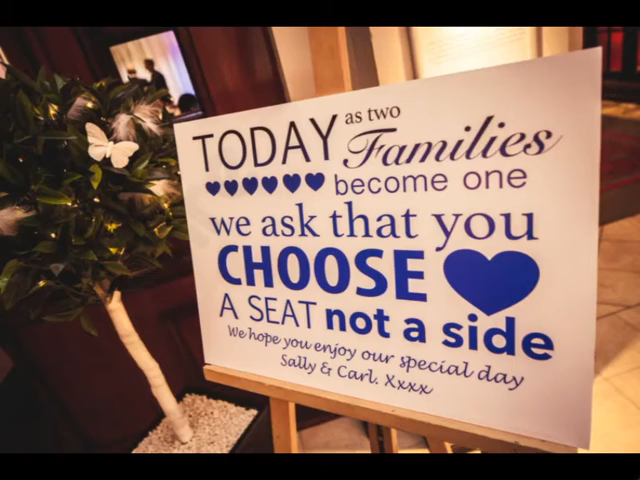 TODAY as two Families
become one
we ask that you
CHOOSE
A SEAT not a side
We hope you enjoy our special day
Sally & Carl. Xxxx